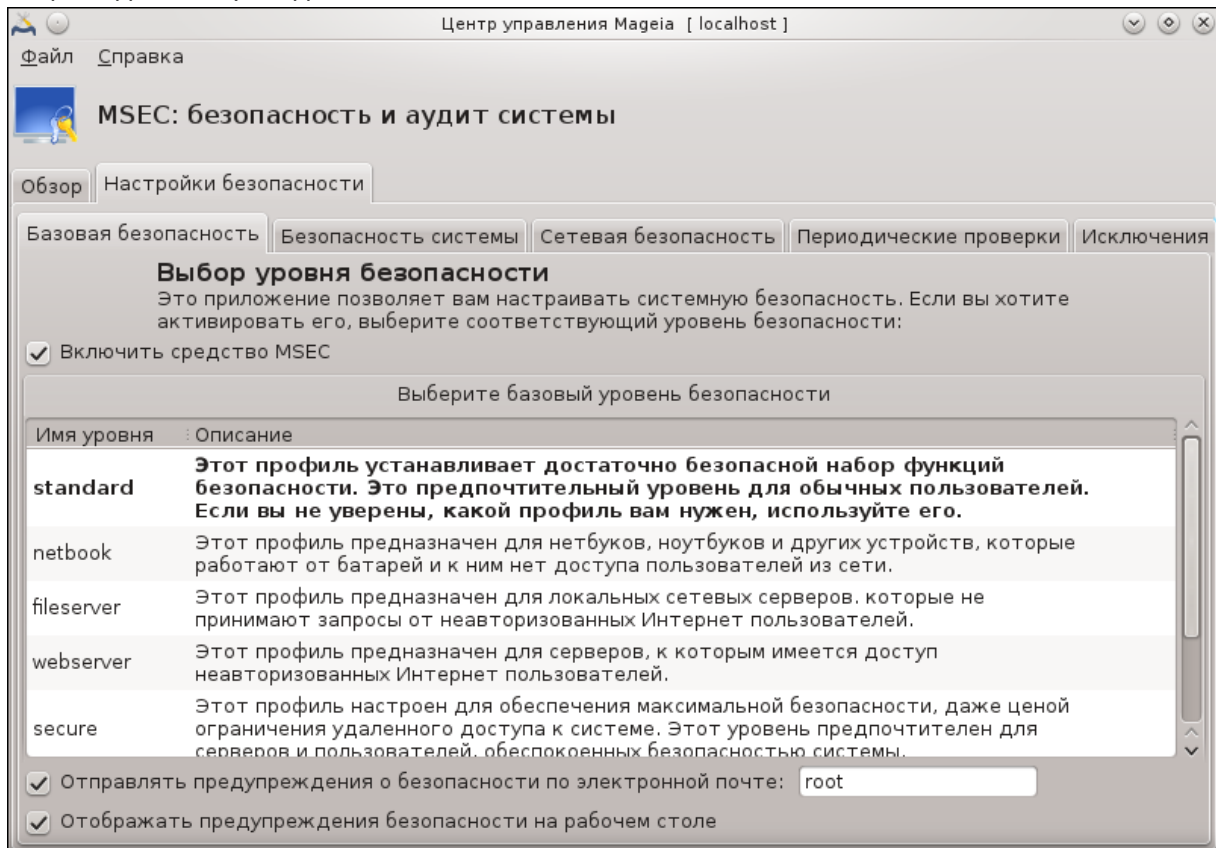 Центр управления Mageia [ localhost ]
Файл Справка
MSEC: безопасность и аудит системы
Обзор Настройки безопасности
Базовая безопасность Безопасность системы Сетевая безопасность Периодические проверки Исключения
Выбор уровня безопасности
Это приложение позволяет вам настраивать системную безопасность. Если вы хотите
активировать его, выберите соответствующий уровень безопасности:
Включить средство MSEC
Выберите базовый уровень безопасности
Имя уровня Описание
standard
Этот профиль устанавливает достаточно безопасной набор функций
безопасности. Это предпочтительный уровень для обычных пользователей.
Если вы не уверены, какой профиль вам нужен, используйте его.
netbook
Этот профиль предназначен для нетбуков, ноутбуков и других устройств, которые
работают от батарей и к ним нет доступа пользователей из сети.
fileserver
Этот профиль предназначен для локальных сетевых серверов. которые не
принимают запросы от неавторизованных Интернет пользователей.
webserver
Этот профиль предназначен для серверов, к которым имеется доступ
неавторизованных Интернет пользователей.
secure
Этот профиль настроен для обеспечения максимальной безопасности, даже ценой
ограничения удаленного доступа к системе. Этот уровень предпочтителен для
серверов и пользователей, обеспокоенных безопасностью системы.
Отправлять предупреждения о безопасности по электронной почте: root
Отображать предупреждения безопасности на рабочем столе